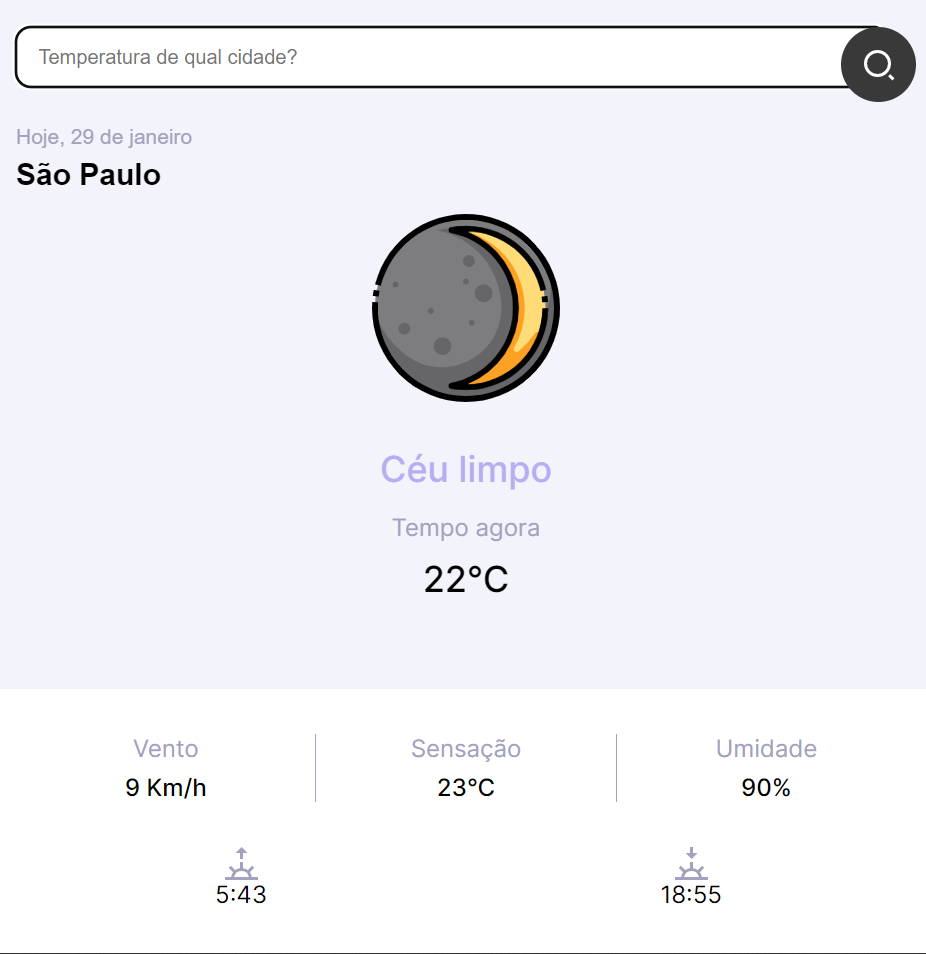 Temperatura de qual cidade?
Hoje, 29 de janeiro
São Paulo
Céu limpo
Tempo agora
22°C
Vento
9 Km/h
Sensação
23°C
Umidade
90%
5:43
18:55